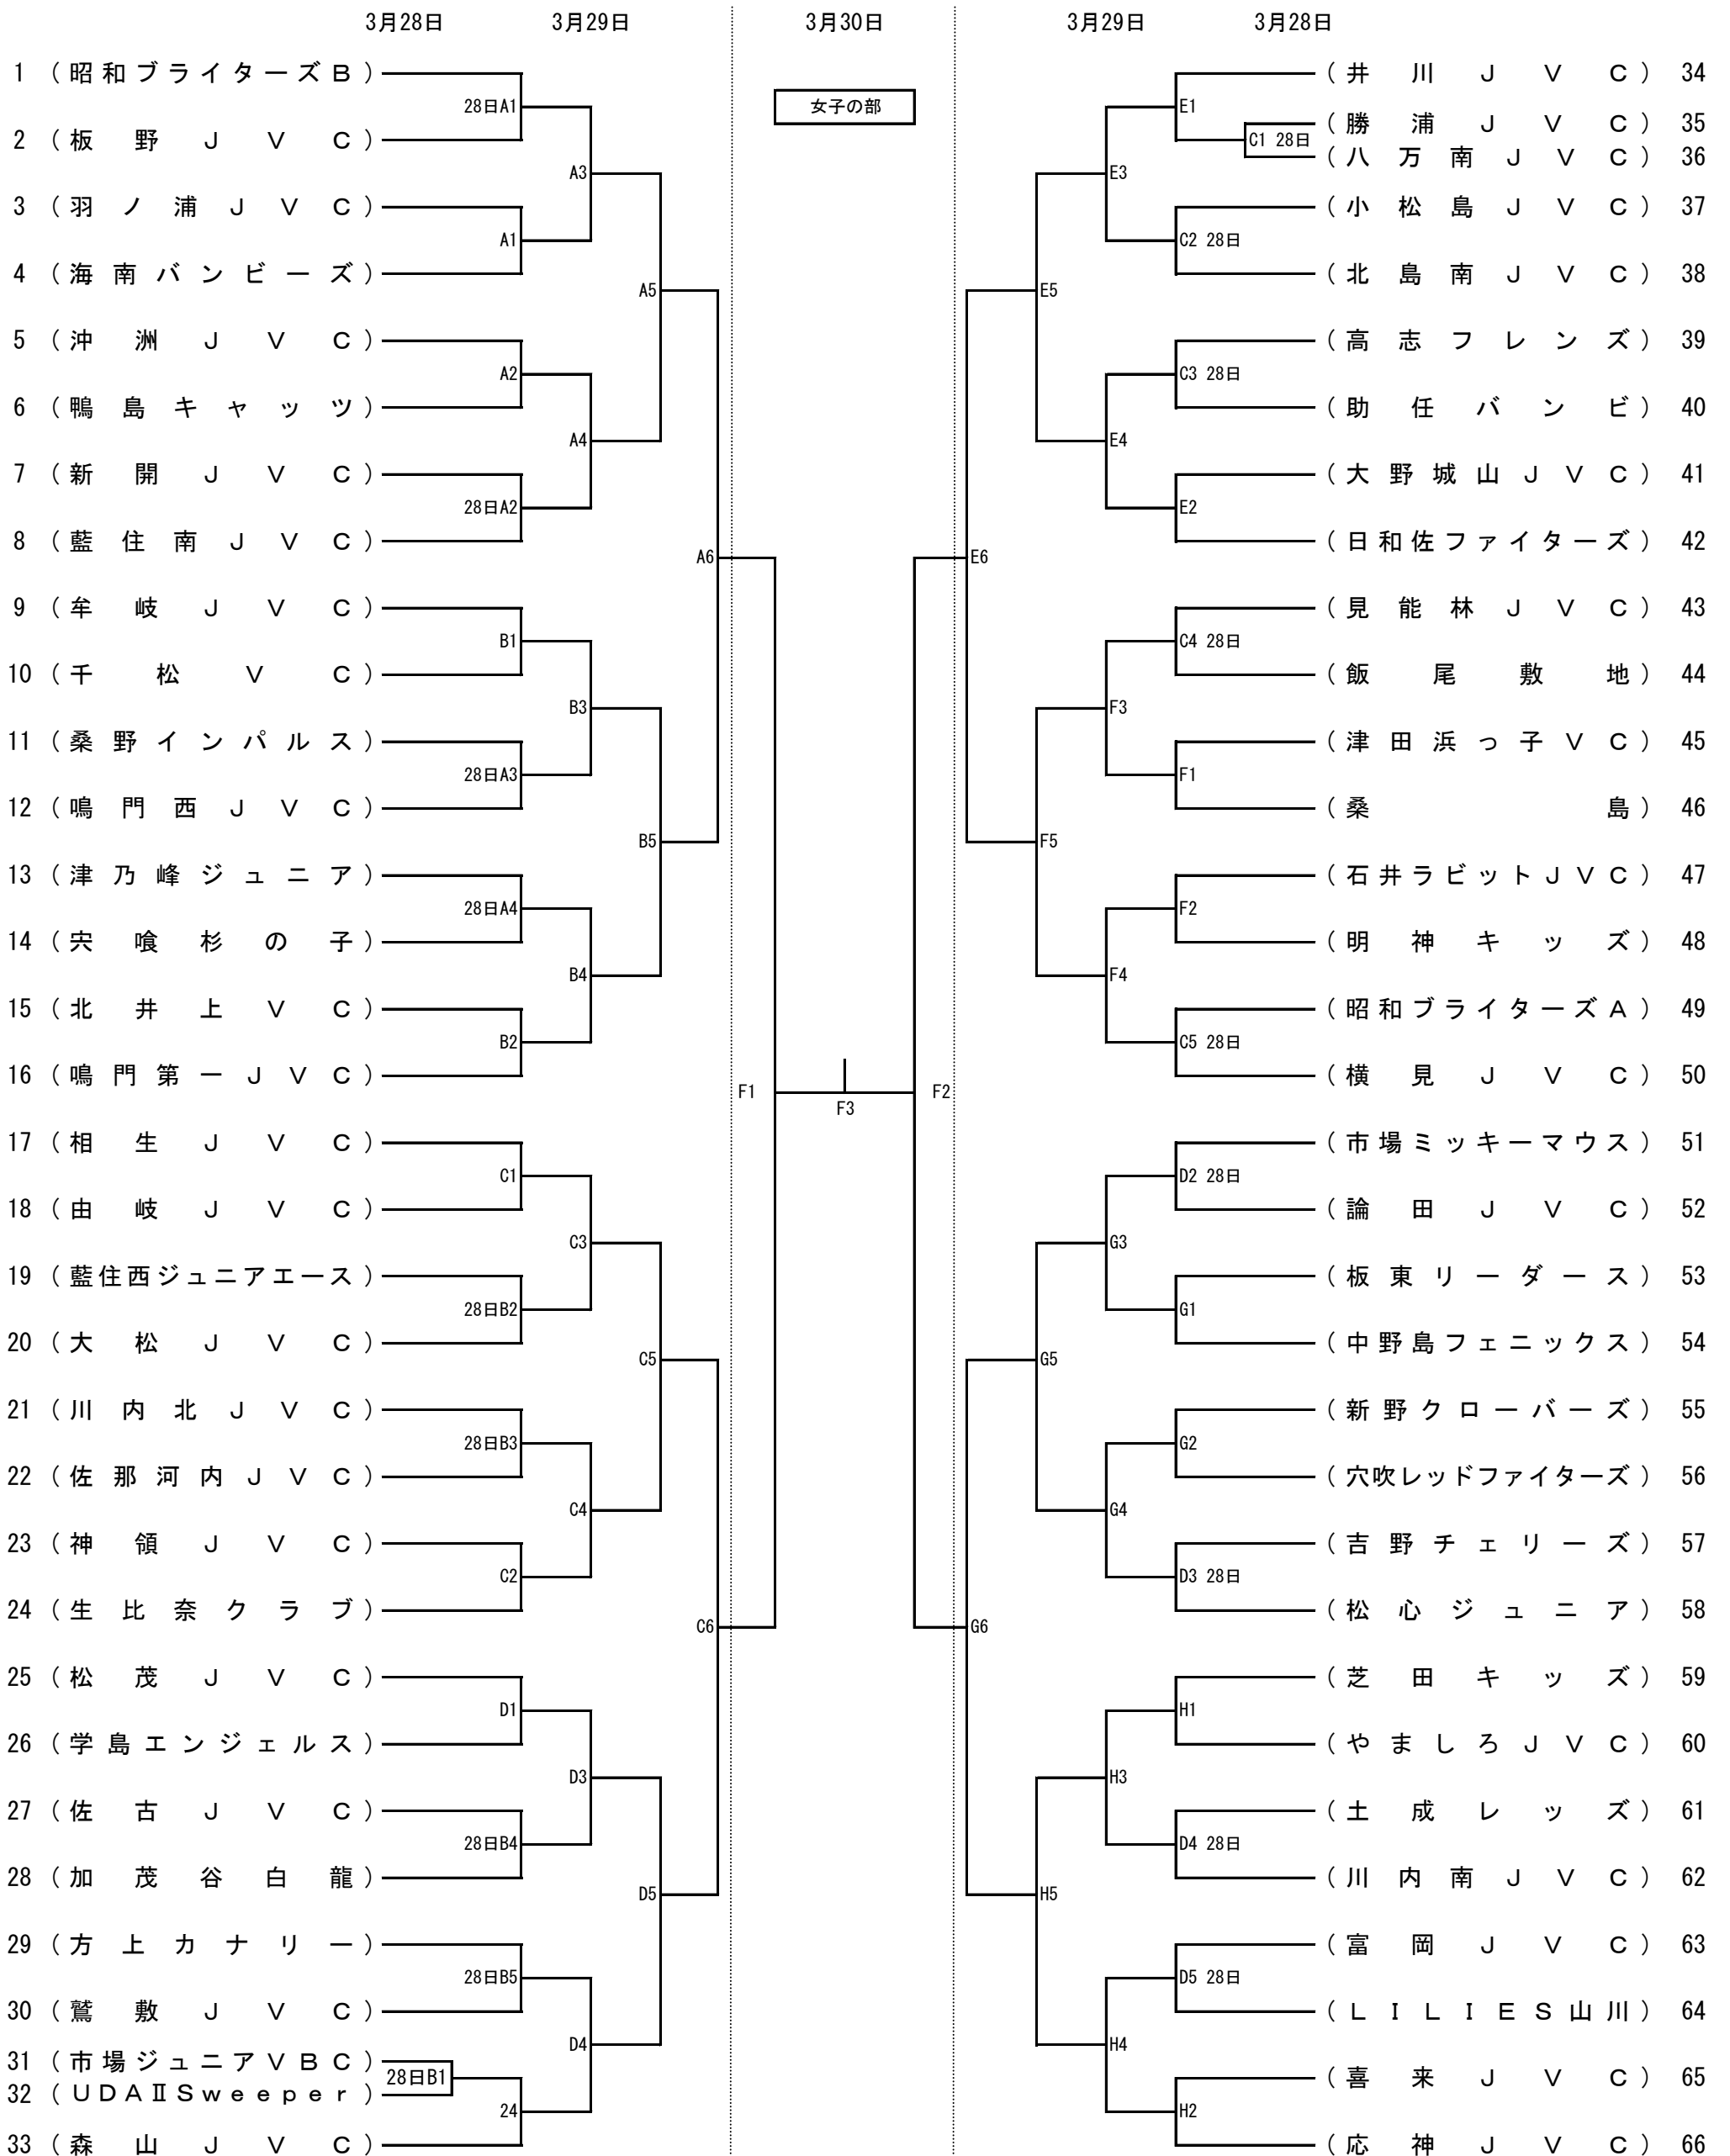 3月28日 3月29日 3月30日 3月29日 3月28日
女子の部
1 （昭和ブライターズＢ）
28日A1
2 （板野ＪＶＣ）
A3
3 （羽ノ浦ＪＶＣ）
A1
4 （海南バンビーズ）
A5
5 （沖洲ＪＶＣ）
A2
6 （鴨島キャッツ）
A4
7 （新開ＪＶＣ）
28日A2
8 （藍住南ＪＶＣ）
A6
9 （牟岐ＪＶＣ）
B1
10 （千松ＶＣ）
B3
11 （桑野インパルス）
28日A3
12 （鳴門西ＪＶＣ）
B5
13 （津乃峰ジュニア）
28日A4
14 （宍喰杉の子）
B4
15 （北井上ＶＣ）
B2
16 （鳴門第一ＪＶＣ）
F1
F3
F2
17 （相生ＪＶＣ）
C1
18 （由岐ＪＶＣ）
C3
19 （藍住西ジュニアエース）
28日B2
20 （大松ＪＶＣ）
C5
21 （川内北ＪＶＣ）
28日B3
22 （佐那河内ＪＶＣ）
C4
23 （神領ＪＶＣ）
C2
24 （生比奈クラブ）
C6
25 （松茂ＪＶＣ）
D1
26 （学島エンジェルス）
D3
27 （佐古ＪＶＣ）
28日B4
28 （加茂谷白龍）
D5
29 （方上カナリー）
28日B5
30 （鷲敷ＪＶＣ）
D4
31 （市場ジュニアＶＢＣ）
28日B1
32 （ＵＤＡⅡＳｗｅｅｐｅｒ）
24
33 （森山ＪＶＣ）
（井川ＪＶＣ） 34
E1
（勝浦ＪＶＣ） 35
C1 28日
（八万南ＪＶＣ） 36
E3
（小松島ＪＶＣ） 37
C2 28日
（北島南ＪＶＣ） 38
E5
（高志フレンズ） 39
C3 28日
（助任バンビ） 40
E4
（大野城山ＪＶＣ） 41
E2
（日和佐ファイターズ） 42
E6
（見能林ＪＶＣ） 43
C4 28日
（飯尾敷地） 44
F3
（津田浜っ子ＶＣ） 45
F1
（桑島） 46
F5
（石井ラビットＪＶＣ） 47
F2
（明神キッズ） 48
F4
（昭和ブライターズＡ） 49
C5 28日
（横見ＪＶＣ） 50
（市場ミッキーマウス） 51
D2 28日
（論田ＪＶＣ） 52
G3
（板東リーダース） 53
G1
（中野島フェニックス） 54
G5
（新野クローバーズ） 55
G2
（穴吹レッドファイターズ） 56
G4
（吉野チェリーズ） 57
D3 28日
（松心ジュニア） 58
G6
（芝田キッズ） 59
H1
（やましろＪＶＣ） 60
H3
（土成レッズ） 61
D4 28日
（川内南ＪＶＣ） 62
H5
（富岡ＪＶＣ） 63
D5 28日
（ＬＩＬＩＥＳ山川） 64
H4
（喜来ＪＶＣ） 65
H2
（応神ＪＶＣ） 66